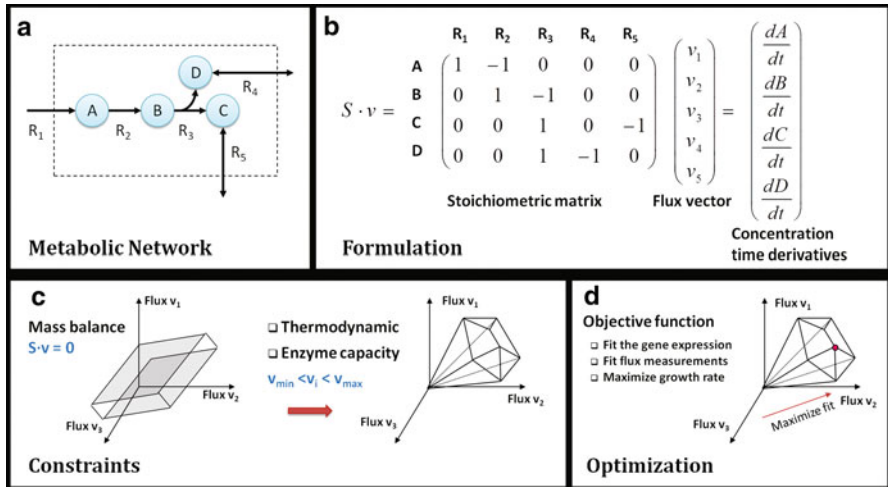 a
D
A
B
C
R1
R2
R3
R4
R5
Metabolic Network
b
R1 R2 R3 R4 R5
S · v =
A 1 −1 0 0 0
B 0 1 −1 0 0
C 0 0 1 0 −1
D 0 0 1 −1 0
v1
v2
v3
v4
v5
=
dA
dt
dB
dt
dC
dt
dD
dt
Stoichiometric matrix
Flux vector
Concentration
time derivatives
Formulation
c
Mass balance
S·v = 0
Flux v1
Flux v2
Flux v3
❑ Thermodynamic
❑ Enzyme capacity
vmin <vi < vmax
Flux v1
Flux v2
Flux v3
Constraints
d
Objective function
❑ Fit the gene expression
❑ Fit flux measurements
❑ Maximize growth rate
Flux v1
Flux v2
Flux v3
Maximize fit
Optimization